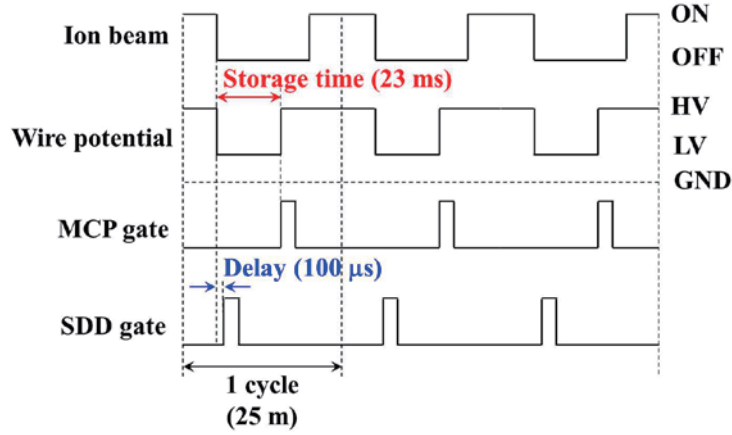 Ion beam
ON
OFF
Storage time (23 ms)
Wire potential
HV
LV
GND
MCP gate
Delay (100 μs)
SDD gate
1 cycle
(25 m)